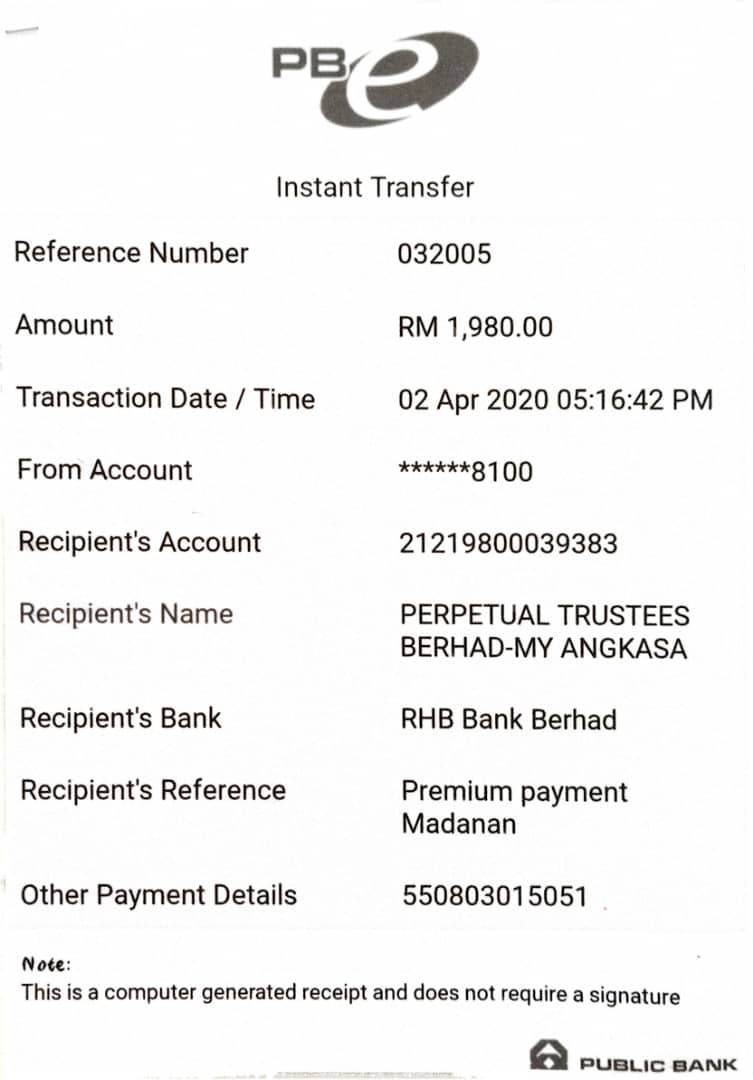 PBe
Instant Transfer
Reference Number 032005
Amount RM 1,980.00
Transaction Date / Time 02 Apr 2020 05:16:42 PM
From Account ******8100
Recipient's Account 21219800039383
Recipient's Name PERPETUAL TRUSTEES
BERHAD-MY ANGKASA
Recipient's Bank RHB Bank Berhad
Recipient's Reference Premium payment
Madanan
Other Payment Details 550803015051
Note:
This is a computer generated receipt and does not require a signature
PUBLIC BANK